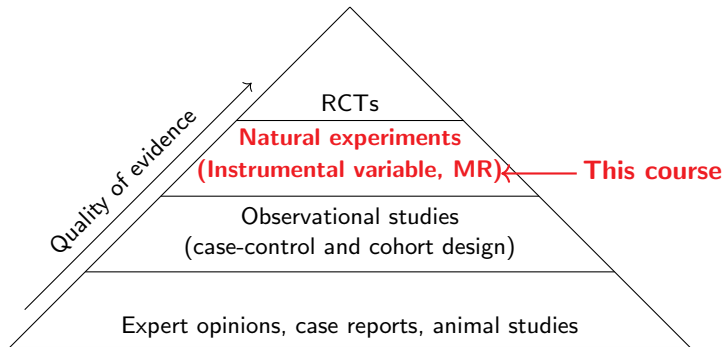 RCTs
Natural experiments
(Instrumental variable, MR)
This course
Observational studies
(case-control and cohort design)
Expert opinions, case reports, animal studies
Quality of evidence